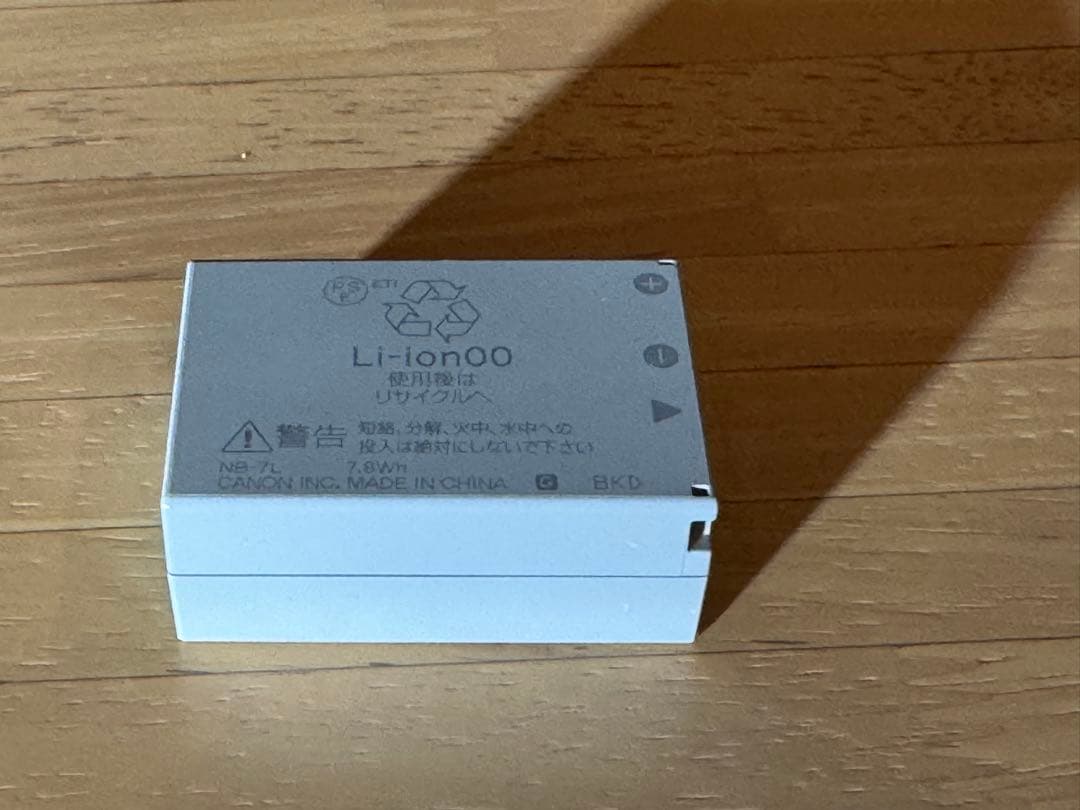 PS
E
ETI
Li-ion00
使用後は
リサイクルへ
警告
短絡、分解、火中、水中への
投入は絶対にしないで下さい
NB-7L 7.8Wh
CANON INC. MADE IN CHINA G BKD